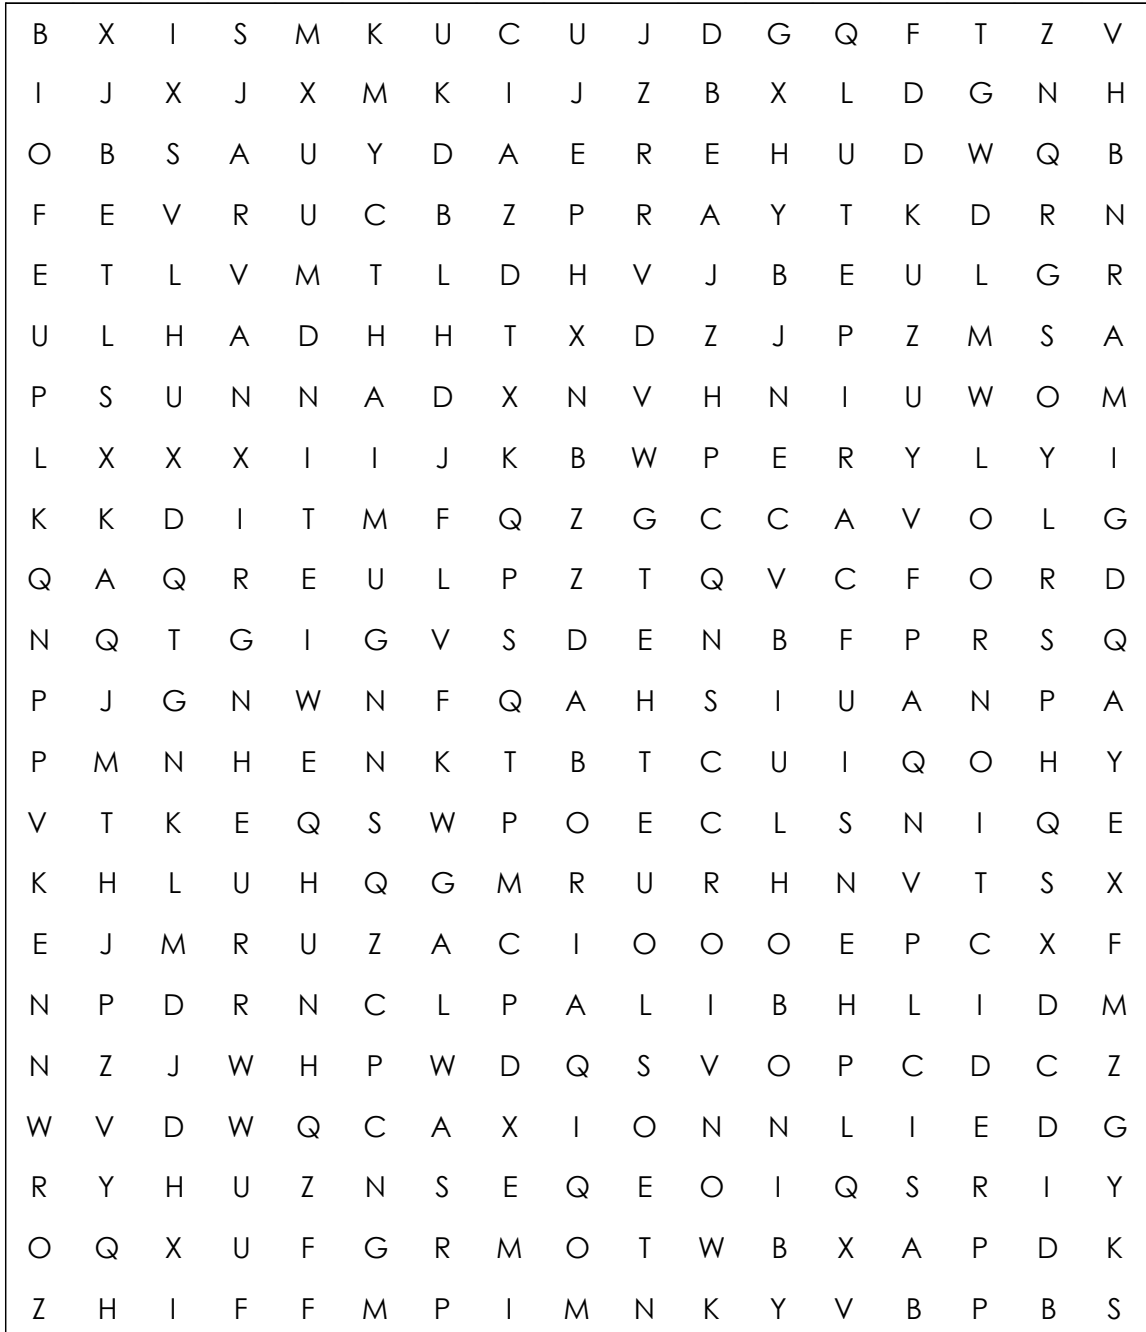 B X I S M K U C U J D G Q F T Z V
I J X J X M K I J Z B X L D G N H
O B S A U Y D A E R E H U D W Q B
F E V R U C B Z P R A Y T K D R N
E T L V M T L D H V J B E U L G R
U L H A D H H T X D Z J P Z M S A
P S U N N A D X N V H N I U W O M
L X X X I I J K B W P E R Y L Y I
K K D I T M F Q Z G C C A V O L G
Q A Q R E U L P Z T Q V C F O R D
N Q T G I G V S D E N B F P R S Q
P J G N W N F Q A H S I U A N P A
P M N H E N K T B T C U I Q O H Y
V T K E Q S W P O E C L S N I Q E
K H L U H Q G M R U R H N V T S X
E J M R U Z A C I O O O E P C X F
N P D R N C L P A L I B H L I D M
N Z J W H P W D Q S V O P C D C Z
W V D W Q C A X I O N N L I E D G
R Y H U Z N S E Q E O I Q S R I Y
O Q X U F G R M O T W B X A P D K
Z H I F F M P I M N K Y V B P B S